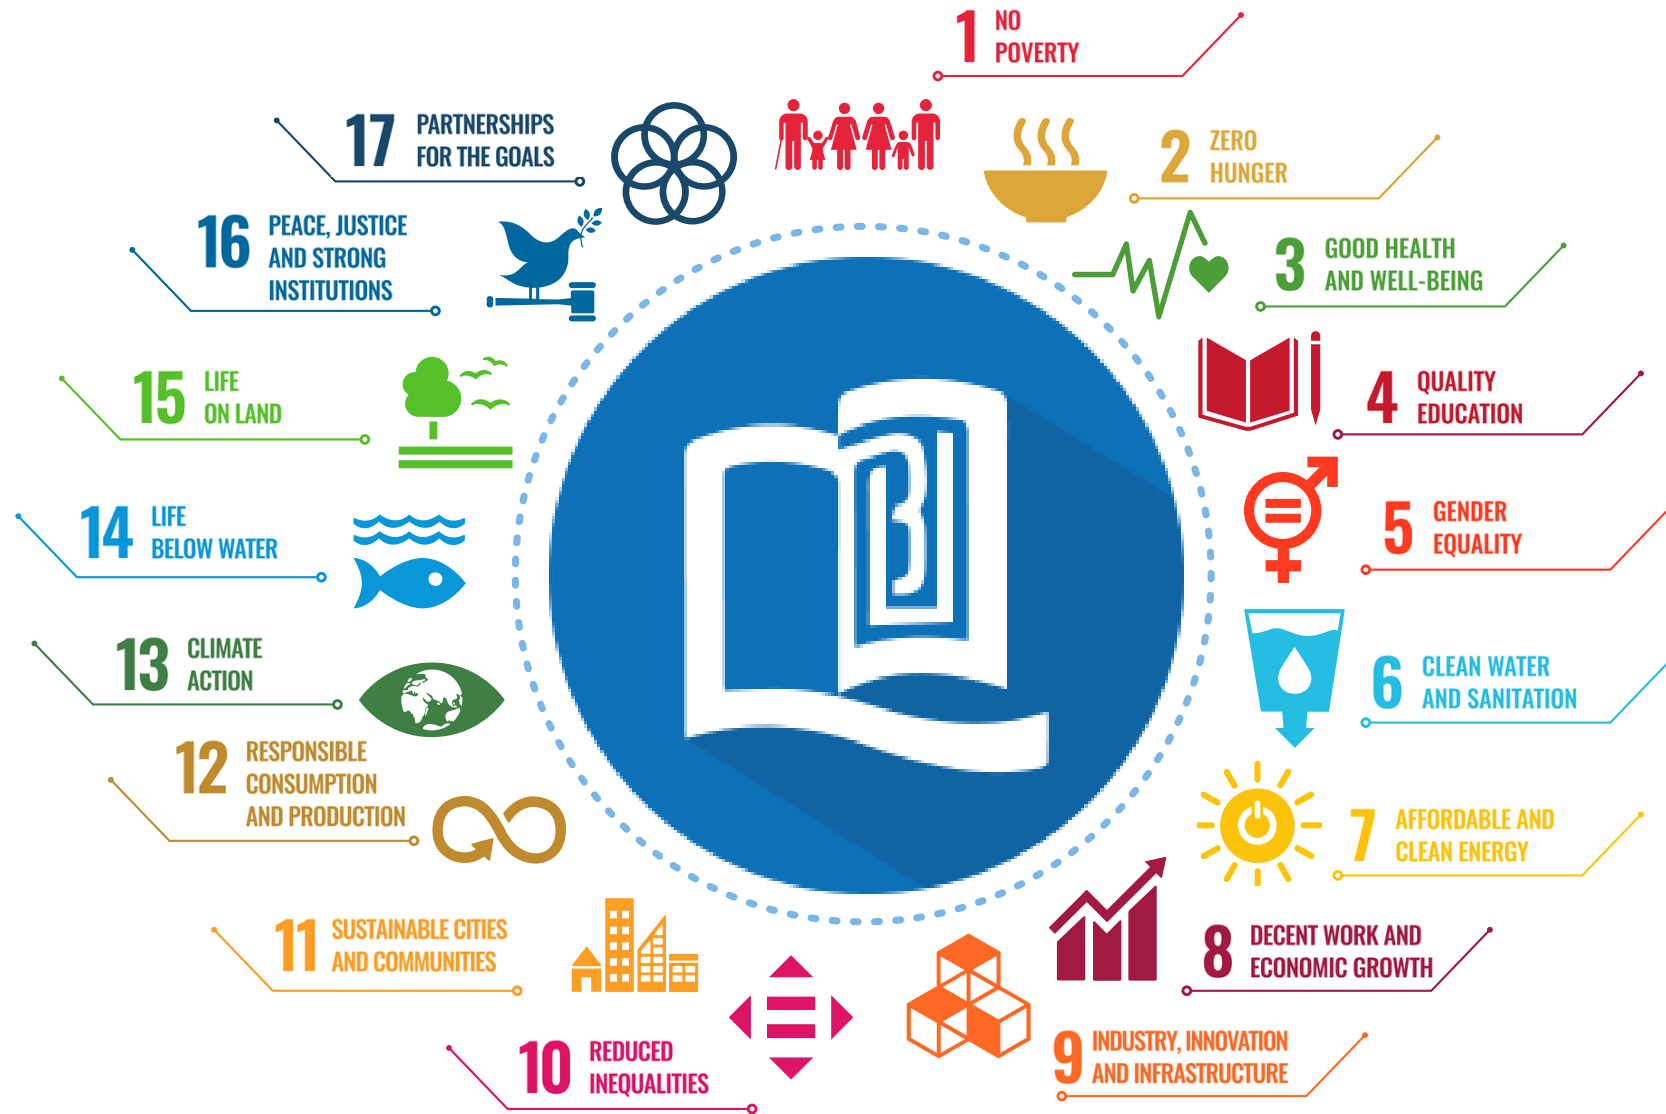 1 NO
POVERTY
2 ZERO
HUNGER
3 GOOD HEALTH
AND WELL-BEING
4 QUALITY
EDUCATION
5 GENDER
EQUALITY
6 CLEAN WATER
AND SANITATION
7 AFFORDABLE AND
CLEAN ENERGY
8 DECENT WORK AND
ECONOMIC GROWTH
9 INDUSTRY, INNOVATION
AND INFRASTRUCTURE
10 REDUCED
INEQUALITIES
11 SUSTAINABLE CITIES
AND COMMUNITIES
12 RESPONSIBLE
CONSUMPTION
AND PRODUCTION
13 CLIMATE
ACTION
14 LIFE
BELOW WATER
15 LIFE
ON LAND
16 PEACE, JUSTICE
AND STRONG
INSTITUTIONS
17 PARTNERSHIPS
FOR THE GOALS